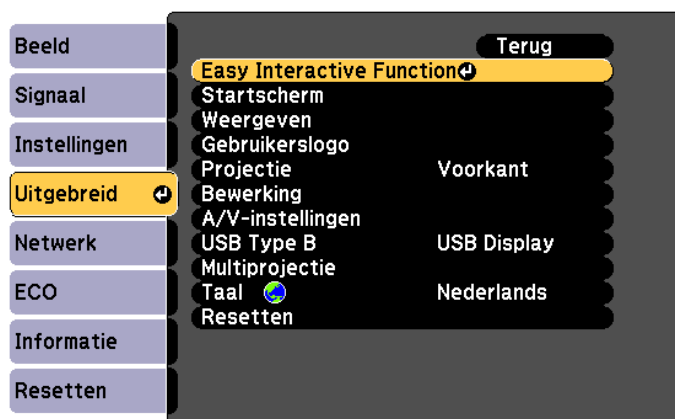 Beeld
Signaal
Instellingen
Uitgebreid
Netwerk
ECO
Informatie
Resetten
Terug
Easy Interactive Function
Startscherm
Weergeven
Gebruikerslogo
Projectie Voorkant
Bewerking
A/V-instellingen
USB Type B USB Display
Multiprojectie
Taal Nederlands
Resetten